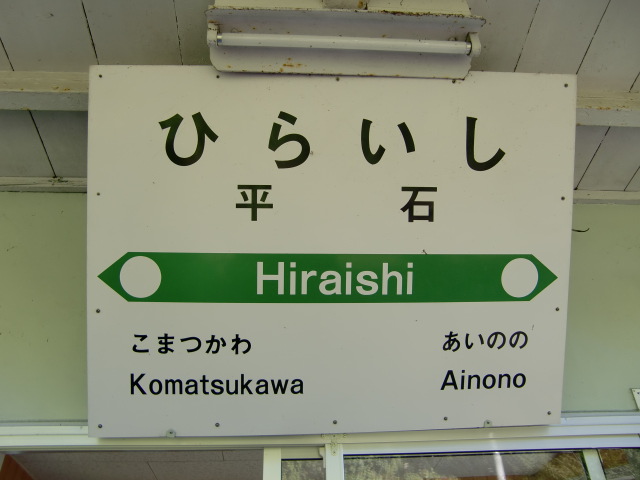 ひらいし
平石
Hiraishi
こまつかわ
Komatsukawa
あいのの
Ainono